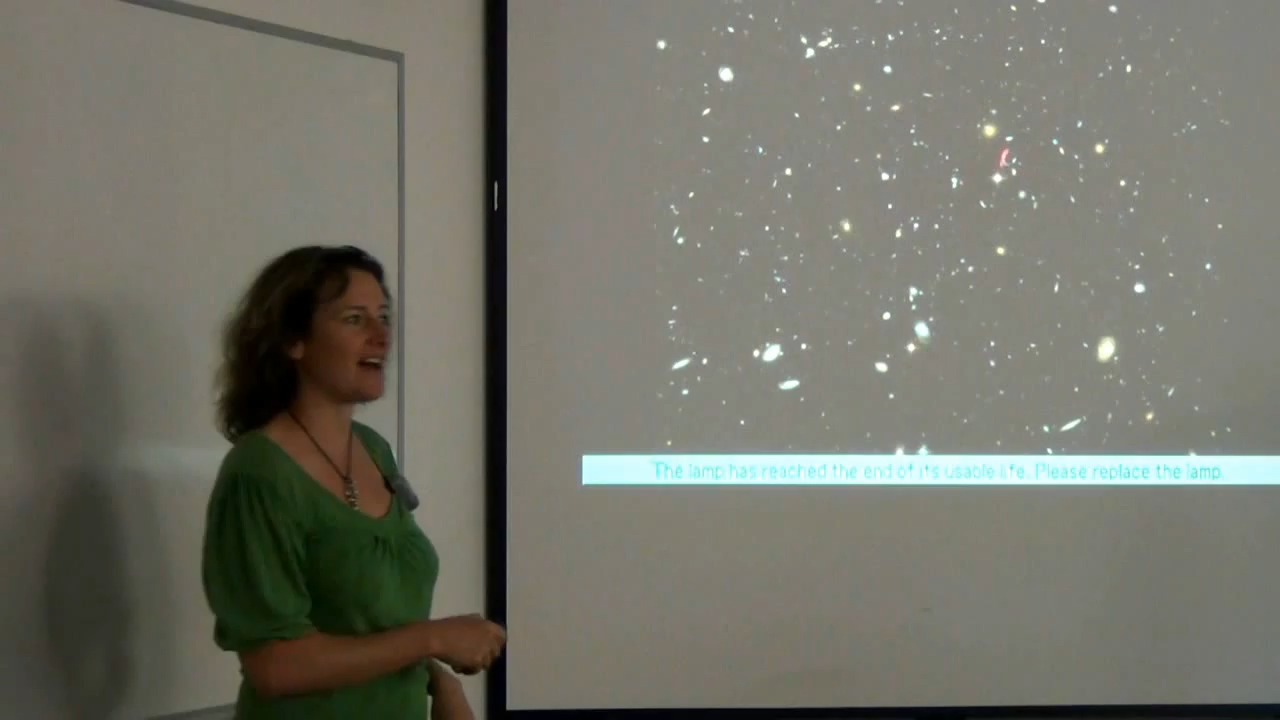 The lamp has reached the end of its usable life. Please replace the lamp.